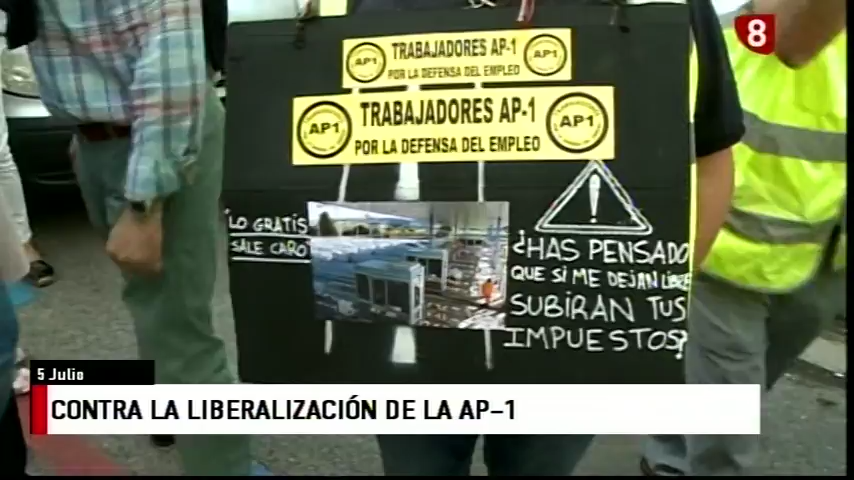 8
TRABAJADORES AP-1
POR LA DEFENSA DEL EMPLEO
AP1
AP1
TRABAJADORES AP-1
POR LA DEFENSA DEL EMPLEO
AP1
AP1
LO GRATIS
SALE CARO
!
¿HAS PENSADO
QUE SI ME DEJAN LIBRE
SUBIRAN TUS
IMPUESTOS?
5 Julio
CONTRA LA LIBERALIZACIÓN DE LA AP-1